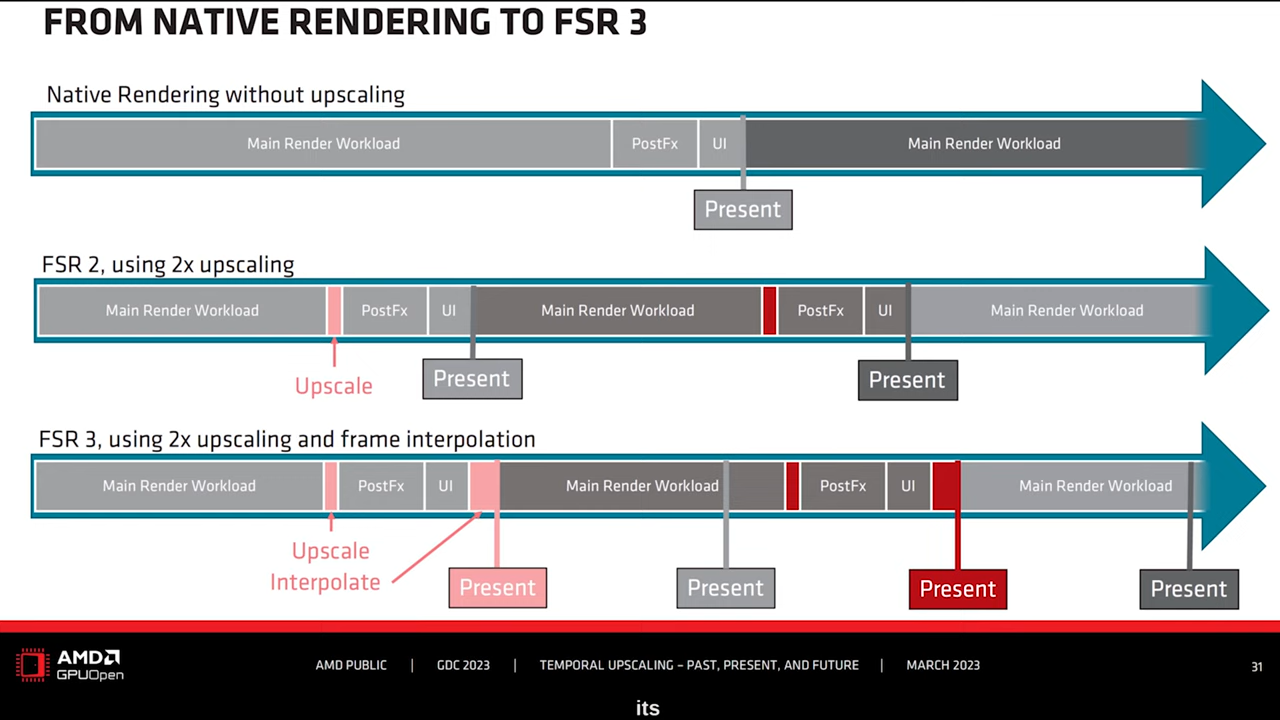 FROM NATIVE RENDERING TO FSR 3
Native Rendering without upscaling
Main Render Workload PostFx UI Main Render Workload
Present
FSR 2, using 2x upscaling
Main Render Workload PostFx UI Main Render Workload PostFx UI Main Render Workload
Upscale Present Present
FSR 3, using 2x upscaling and frame interpolation
Main Render Workload PostFx UI Main Render Workload PostFx UI Main Render Workload
Upscale
Interpolate Present Present Present Present
AMD
GPUOpen
AMD PUBLIC | GDC 2023 | TEMPORAL UPSCALING – PAST, PRESENT, AND FUTURE | MARCH 2023 31
its